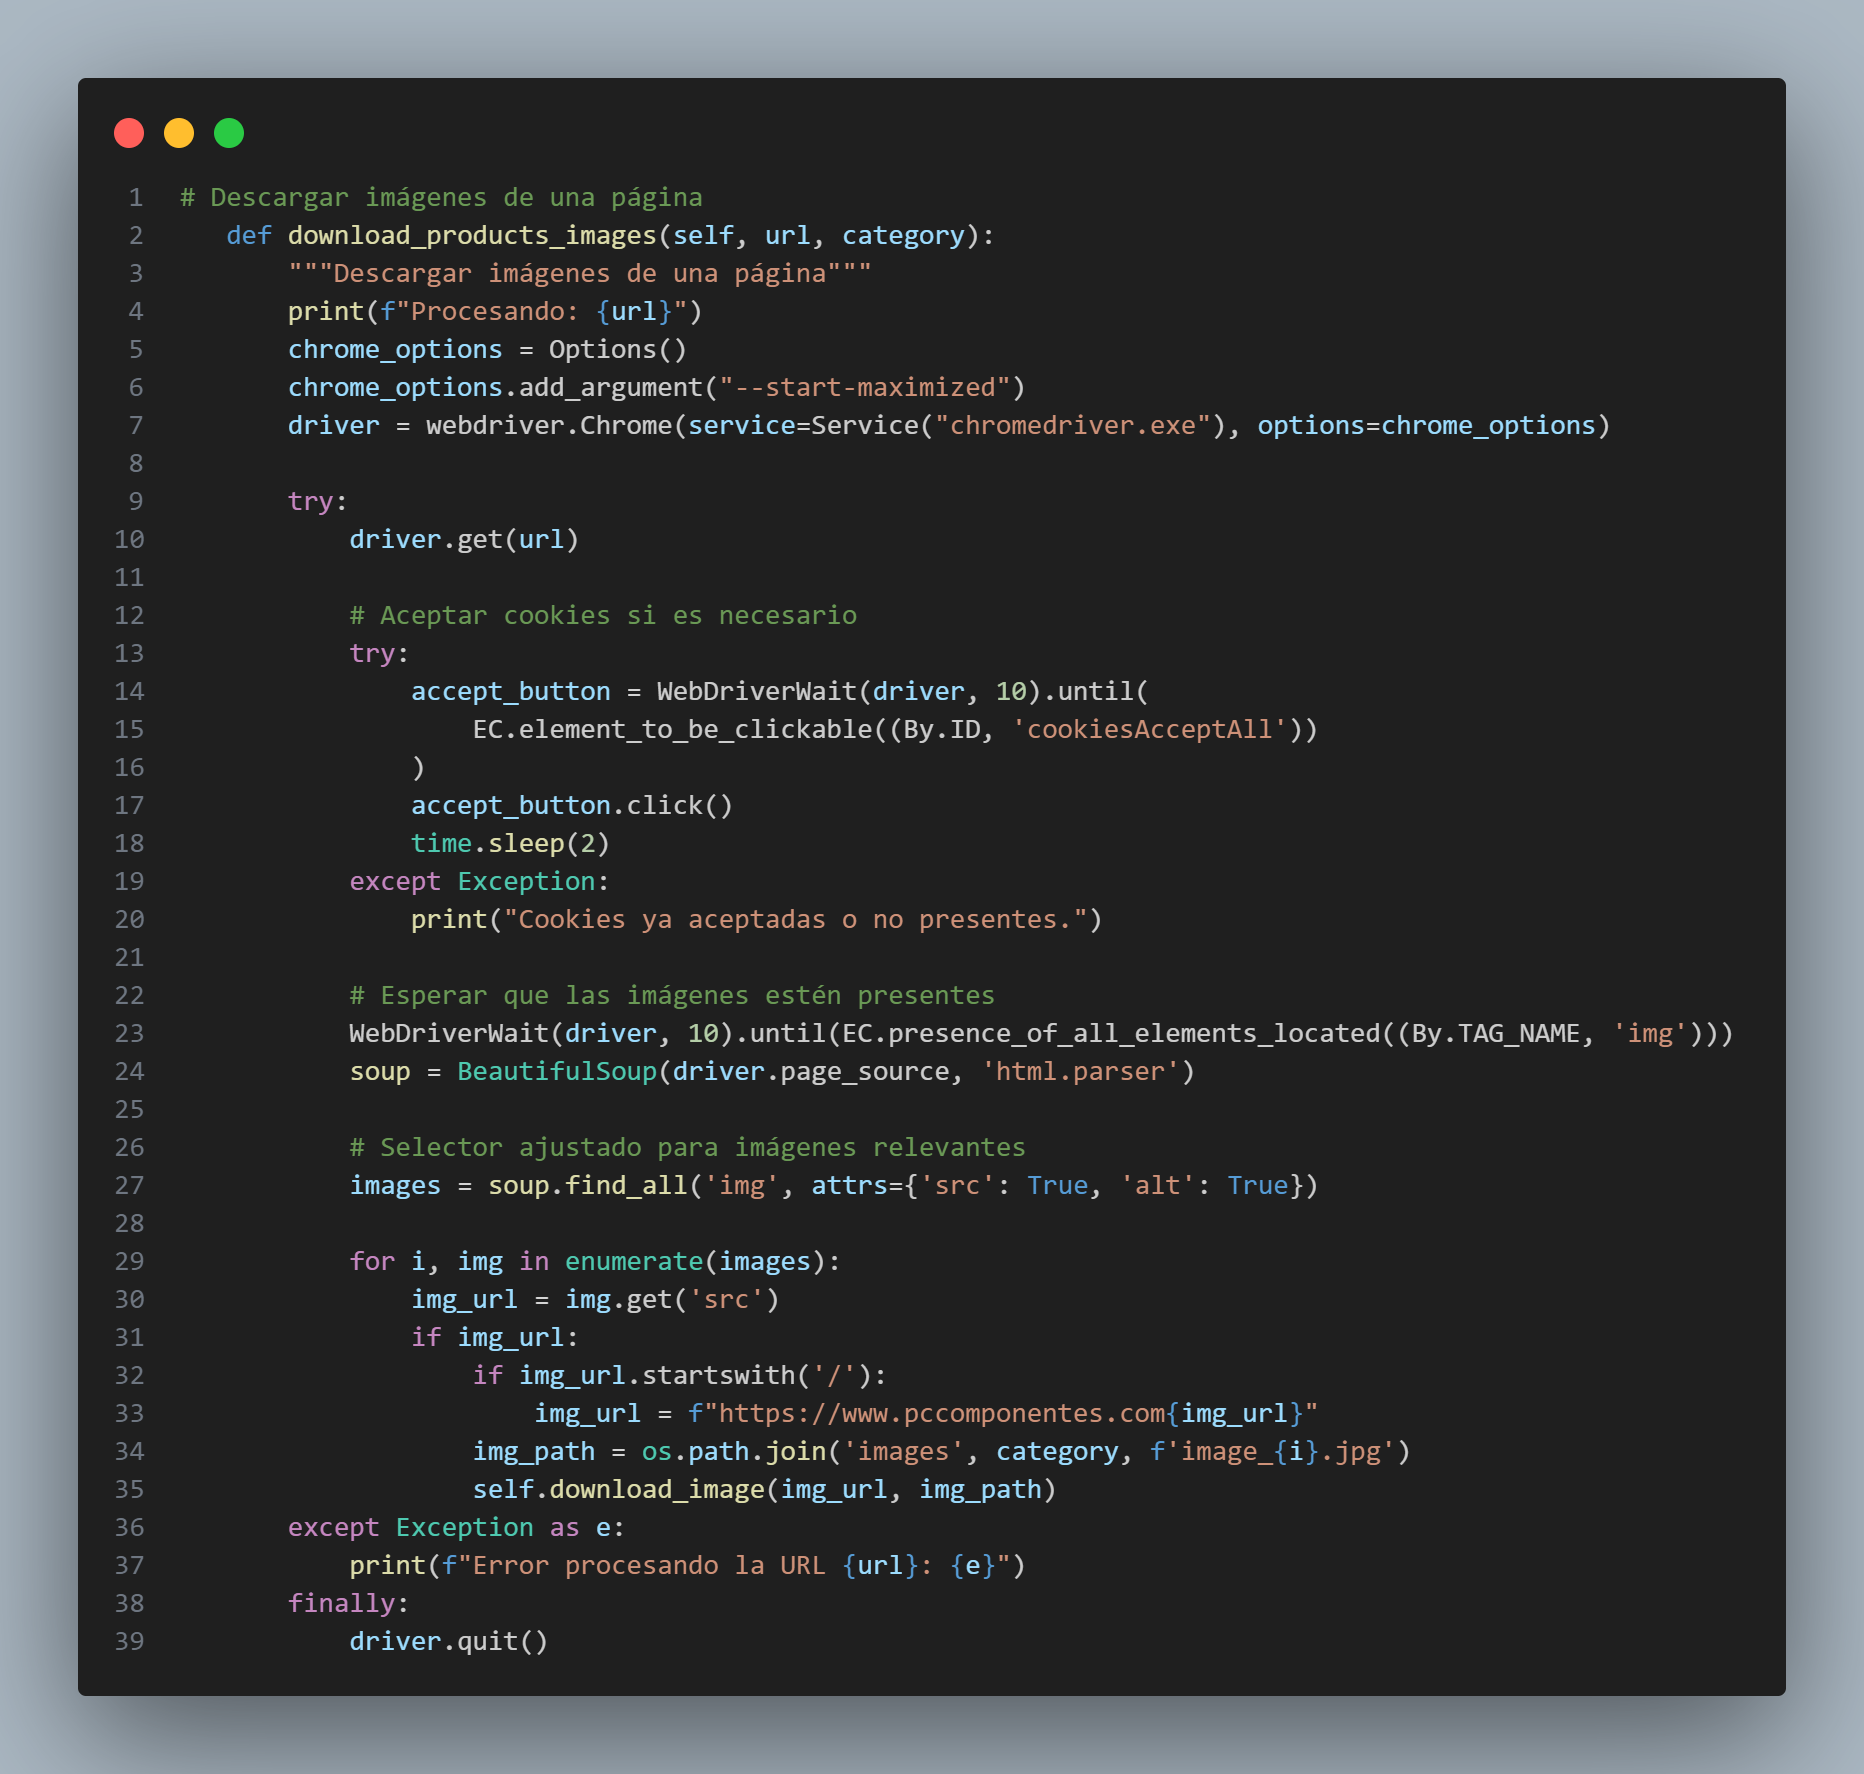 1 # Descargar imágenes de una página
2    def download_products_images(self, url, category):
3        """Descargar imágenes de una página"""
4        print(f"Procesando: {url}")
5        chrome_options = Options()
6        chrome_options.add_argument("--start-maximized")
7        driver = webdriver.Chrome(service=Service("chromedriver.exe"), options=chrome_options)
8
9        try:
10            driver.get(url)
11
12            # Aceptar cookies si es necesario
13            try:
14                accept_button = WebDriverWait(driver, 10).until(
15                    EC.element_to_be_clickable((By.ID, 'cookiesAcceptAll'))
16                )
17                accept_button.click()
18                time.sleep(2)
19            except Exception:
20                print("Cookies ya aceptadas o no presentes.")
21
22            # Esperar que las imágenes estén presentes
23            WebDriverWait(driver, 10).until(EC.presence_of_all_elements_located((By.TAG_NAME, 'img')))
24            soup = BeautifulSoup(driver.page_source, 'html.parser')
25
26            # Selector ajustado para imágenes relevantes
27            images = soup.find_all('img', attrs={'src': True, 'alt': True})
28
29            for i, img in enumerate(images):
30                img_url = img.get('src')
31                if img_url:
32                    if img_url.startswith('/'):
33                        img_url = f"https://www.pccomponentes.com{img_url}"
34                    img_path = os.path.join('images', category, f'image_{i}.jpg')
35                    self.download_image(img_url, img_path)
36        except Exception as e:
37            print(f"Error procesando la URL {url}: {e}")
38        finally:
39            driver.quit()